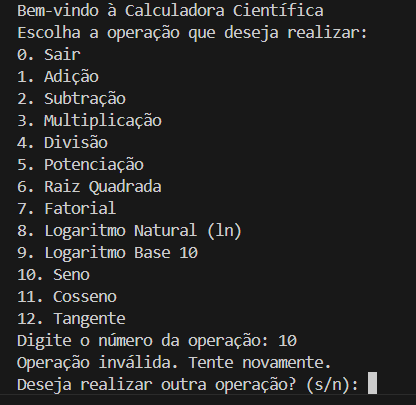 Bem-vindo à Calculadora Científica
Escolha a operação que deseja realizar:
0. Sair
1. Adição
2. Subtração
3. Multiplicação
4. Divisão
5. Potenciação
6. Raiz Quadrada
7. Fatorial
8. Logaritmo Natural (ln)
9. Logaritmo Base 10
10. Seno
11. Cosseno
12. Tangente
Digite o número da operação: 10
Operação inválida. Tente novamente.
Deseja realizar outra operação? (s/n):